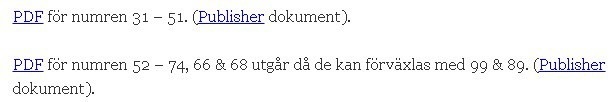 PDF för numren 31 – 51. (Publisher dokument).
PDF för numren 52 – 74, 66 & 68 utgår då de kan förväxlas med 99 & 89. (Publisher
dokument).